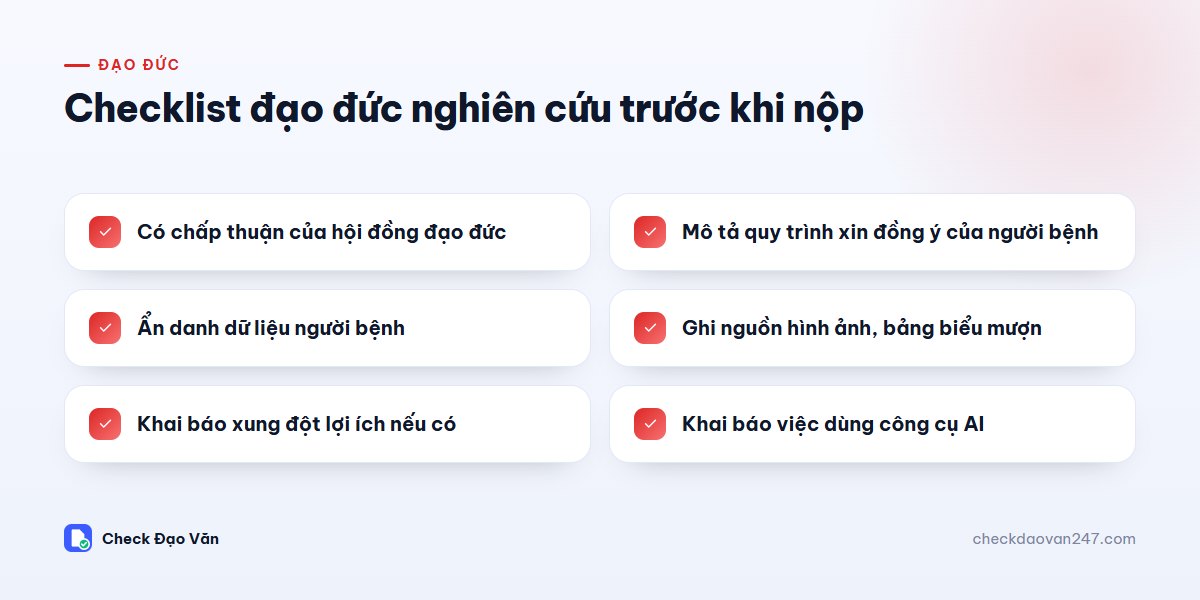 ĐẠO ĐỨC
Checklist đạo đức nghiên cứu trước khi nộp
Có chấp thuận của hội đồng đạo đức
Mô tả quy trình xin đồng ý của người bệnh
Ẩn danh dữ liệu người bệnh
Ghi nguồn hình ảnh, bảng biểu mượn
Khai báo xung đột lợi ích nếu có
Khai báo việc dùng công cụ AI
Check Đạo Văn
checkdaovan247.com